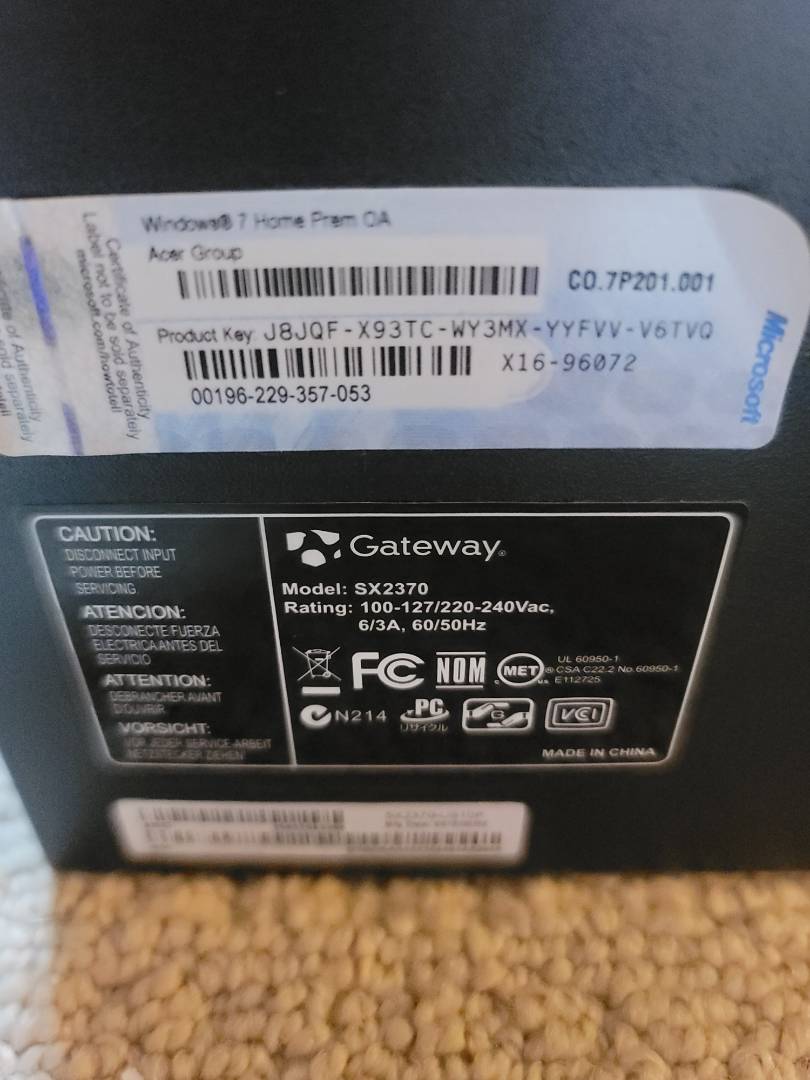 Windows® 7 Home Prem OA
Acer Group
CO.7P201.001
Product Key: J8JQF-X93TC-WY3MX-YYFVV-V6TVQ
X16-96072
00196-229-357-053
Certificate of Authenticity
Label not to be sold separately
microsoft.com/howtotell
Microsoft
CAUTION:
DISCONNECT INPUT
POWER BEFORE
SERVICING
ATENCION:
DESCONECTE FUERZA
ELECTRICA ANTES DEL
SERVICIO
ATTENTION:
DEBRANCHER AVANT
D'OUVRIR
VORSICHT:
VOR JEDER SERVICE-ARBEIT
NETZSTECKER ZIEHEN
Gateway®
Model: SX2370
Rating: 100-127/220-240Vac,
6/3A, 60/50Hz
FC
NOM
c MET us ®
UL 60950-1
CSA C22.2 No.60950-1
E112725
N214
PC
リサイクル
G
VCI
MADE IN CHINA